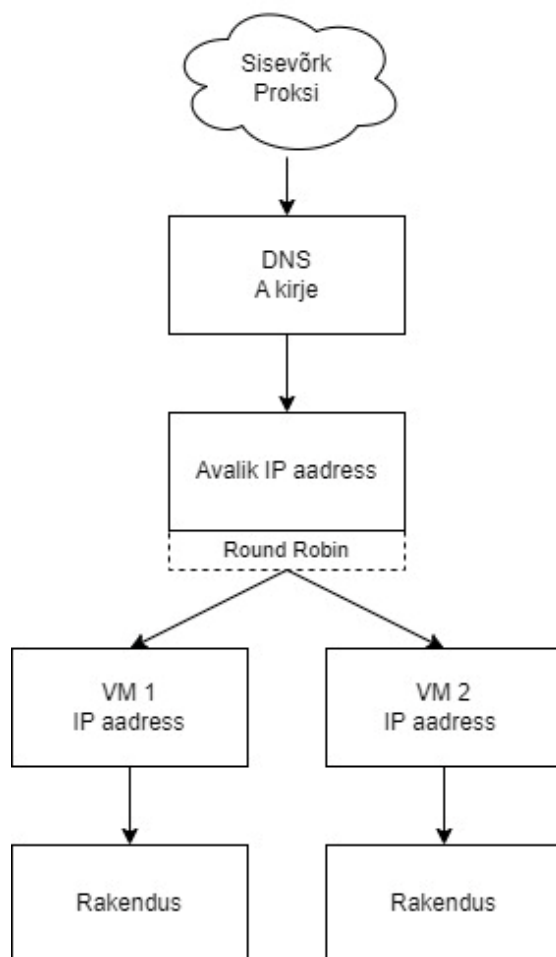 Sisevõrk
Proksi
DNS
A kirje
Avalik IP aadress
Round Robin
VM 1
IP aadress
VM 2
IP aadress
Rakendus
Rakendus